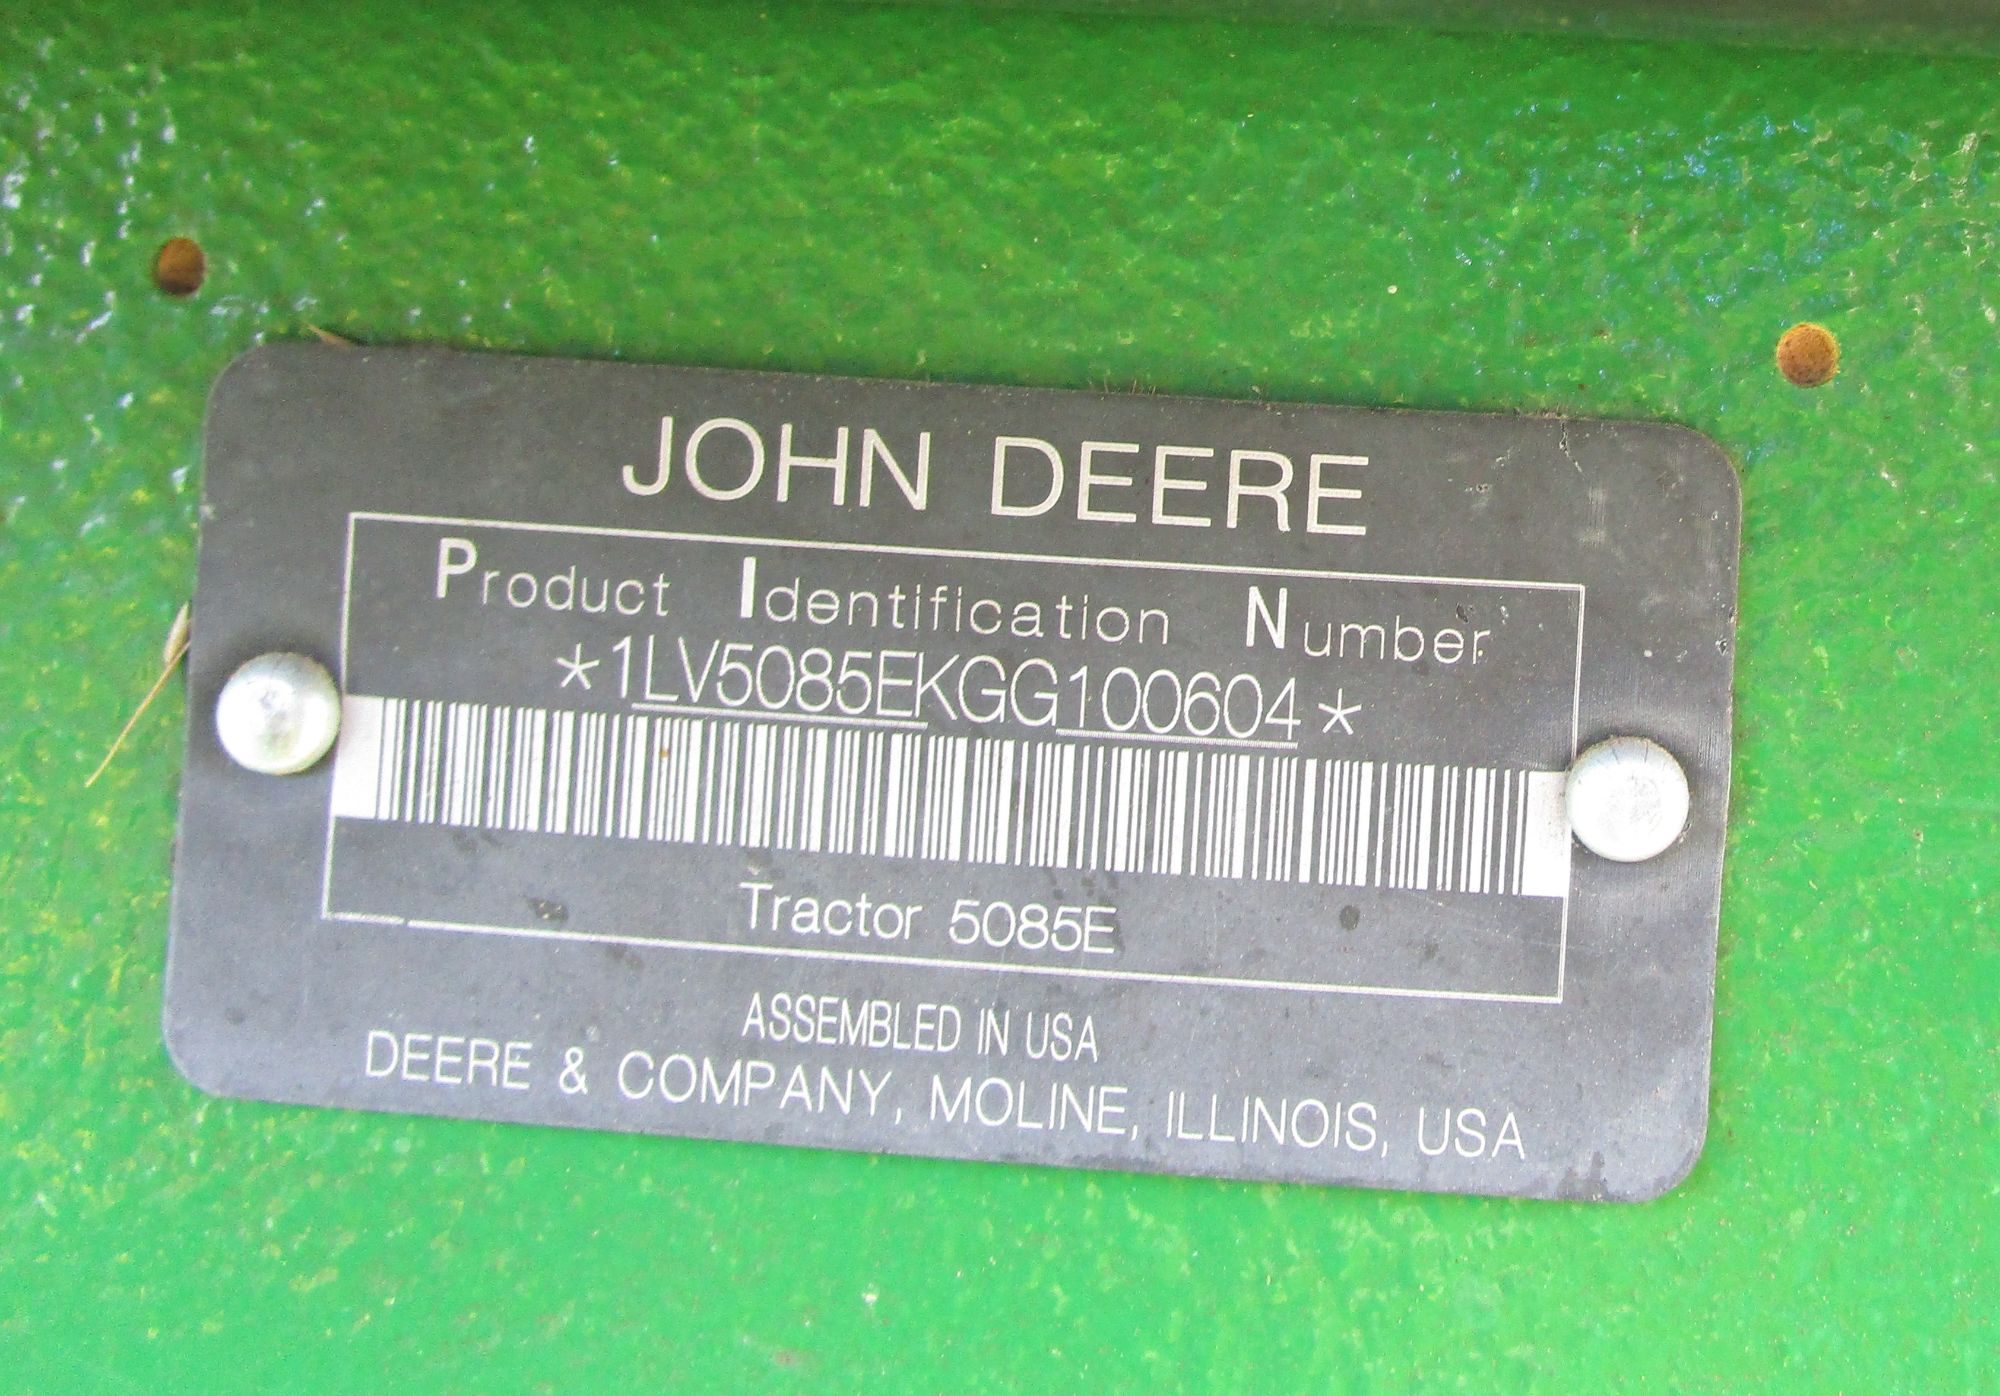 JOHN DEERE
Product Identification Number
*1LV5085EKGG100604*
Tractor 5085E
ASSEMBLED IN USA
DEERE & COMPANY, MOLINE, ILLINOIS, USA